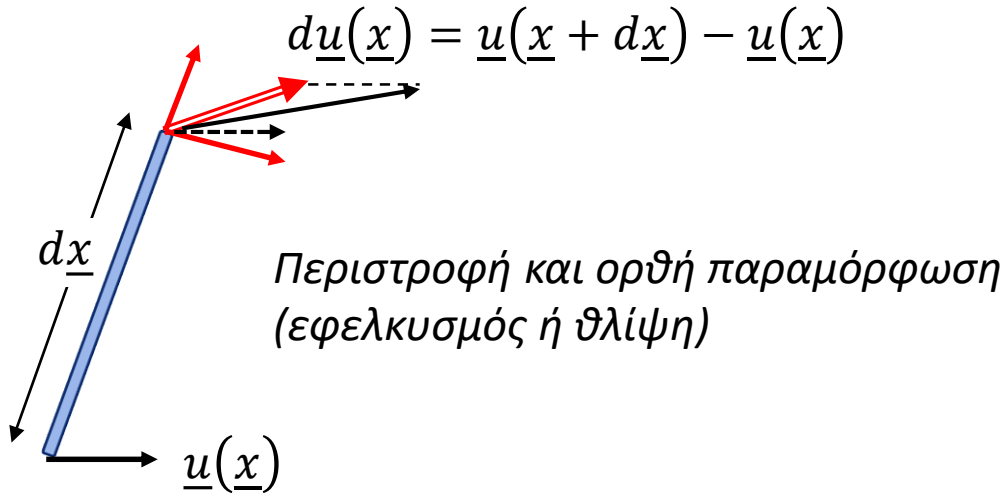 du(x) = u(x + dx) − u(x)
dx
Περιστροφή και ορθή παραμόρφωση
(εφελκυσμός ή θλίψη)
u(x)